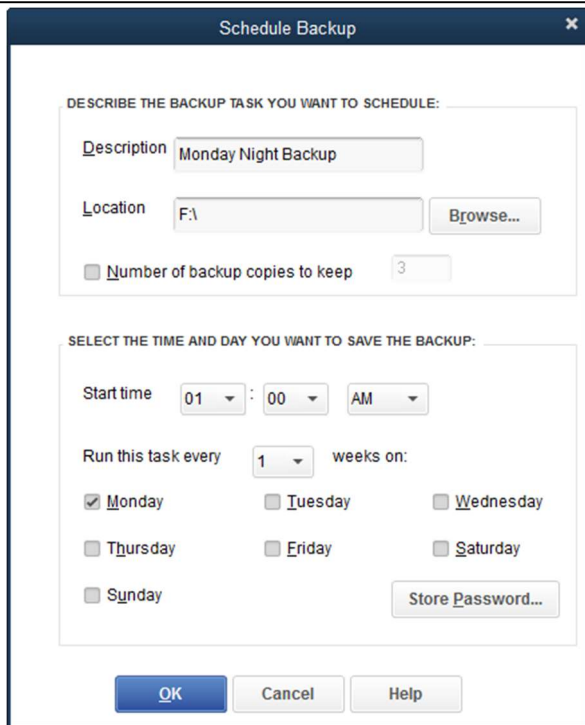 Schedule Backup
DESCRIBE THE BACKUP TASK YOU WANT TO SCHEDULE:
Description Monday Night Backup
Location F:\ Browse...
Number of backup copies to keep 3
SELECT THE TIME AND DAY YOU WANT TO SAVE THE BACKUP:
Start time 01 : 00 AM
Run this task every 1 weeks on:
Monday Tuesday Wednesday
Thursday Friday Saturday
Sunday Store Password...
OK Cancel Help